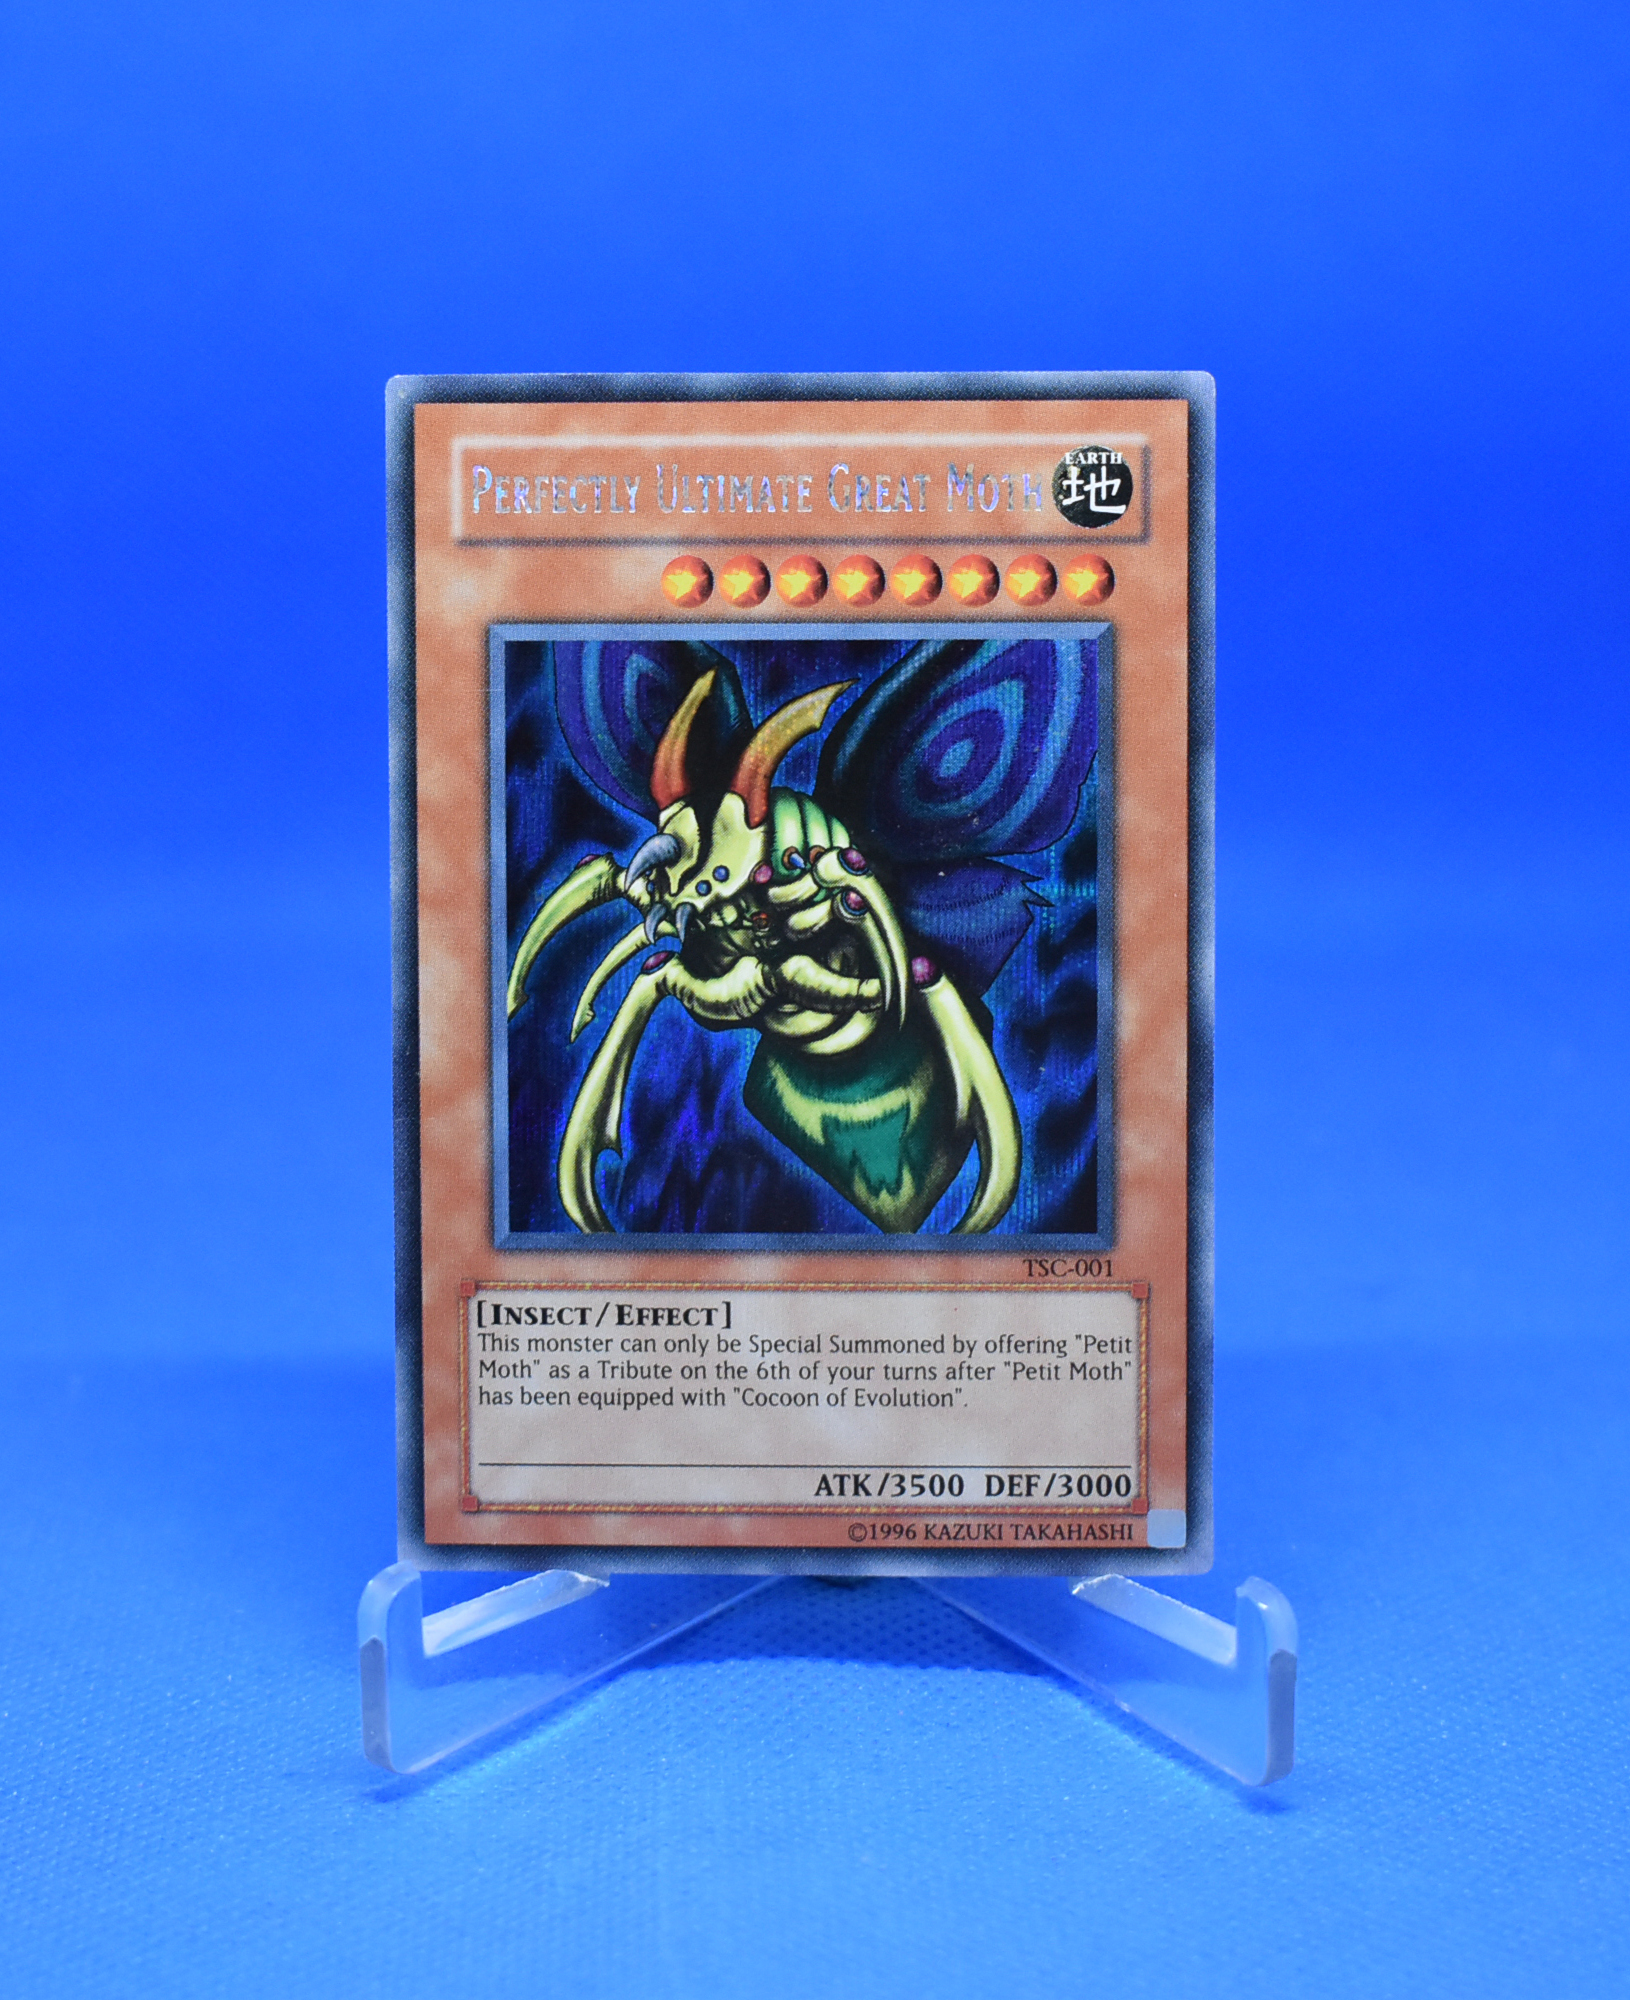 PERFECTLY ULTIMATE GREAT MOTH
EARTH
地
TSC-001
[INSECT/EFFECT]
This monster can only be Special Summoned by offering "Petit
Moth" as a Tribute on the 6th of your turns after "Petit Moth"
has been equipped with "Cocoon of Evolution".
ATK/3500 DEF/3000
©1996 KAZUKI TAKAHASHI